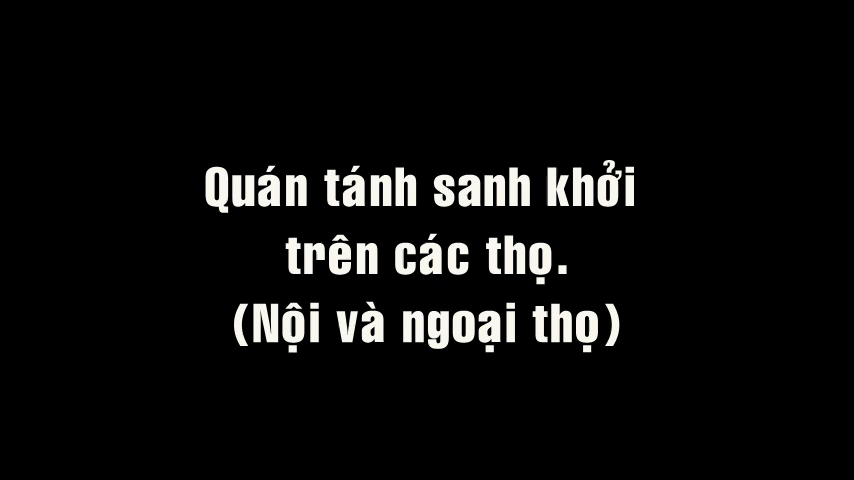 Quán tánh sanh khởi
trên các thọ.
(Nội và ngoại thọ)